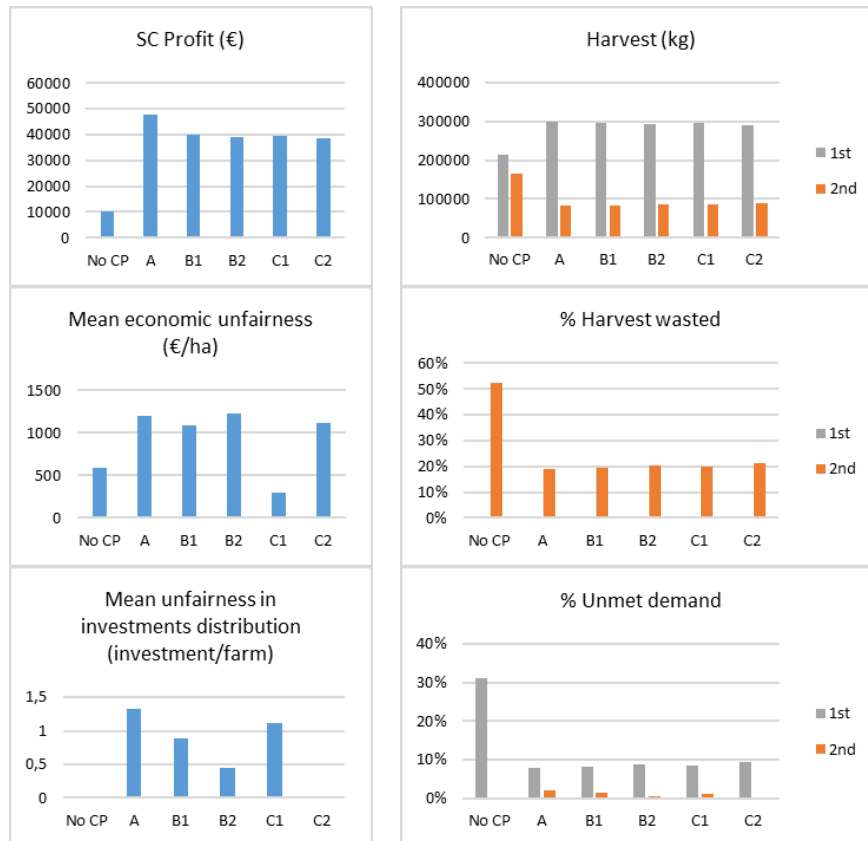 SC Profit (€)
60000
50000
40000
30000
20000
10000
0
No CP A B1 B2 C1 C2
Harvest (kg)
400000
300000
200000
100000
0
No CP A B1 B2 C1 C2
1st
2nd
Mean economic unfairness
(€/ha)
1500
1000
500
0
No CP A B1 B2 C1 C2
% Harvest wasted
60%
50%
40%
30%
20%
10%
0%
No CP A B1 B2 C1 C2
1st
2nd
Mean unfairness in
investments distribution
(investment/farm)
1,5
1
0,5
0
No CP A B1 B2 C1 C2
% Unmet demand
40%
30%
20%
10%
0%
No CP A B1 B2 C1 C2
1st
2nd